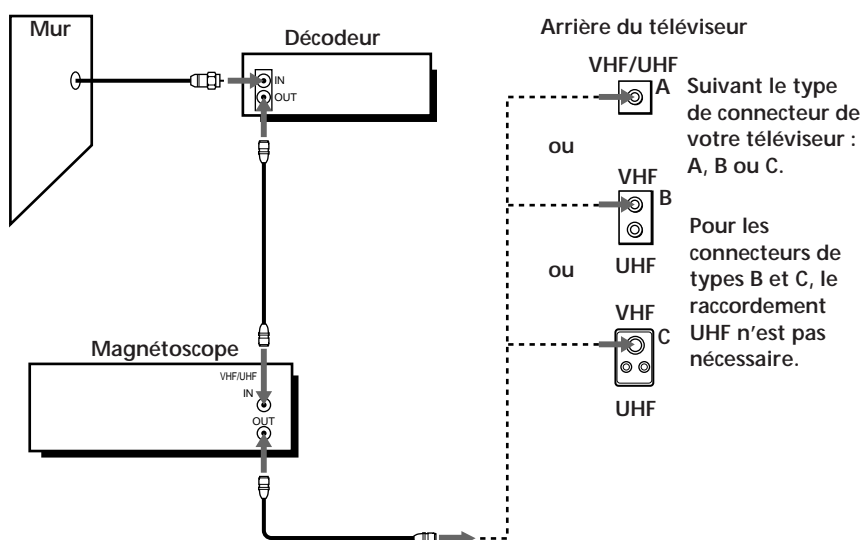 Mur
Décodeur
IN
OUT
Magnétoscope
VHF/UHF
IN
OUT
Arrière du téléviseur
VHF/UHF
A
ou
VHF
B
UHF
ou
VHF
C
UHF
Suivant le type
de connecteur de
votre téléviseur :
A, B ou C.
Pour les
connecteurs de
types B et C, le
raccordement
UHF n’est pas
nécessaire.